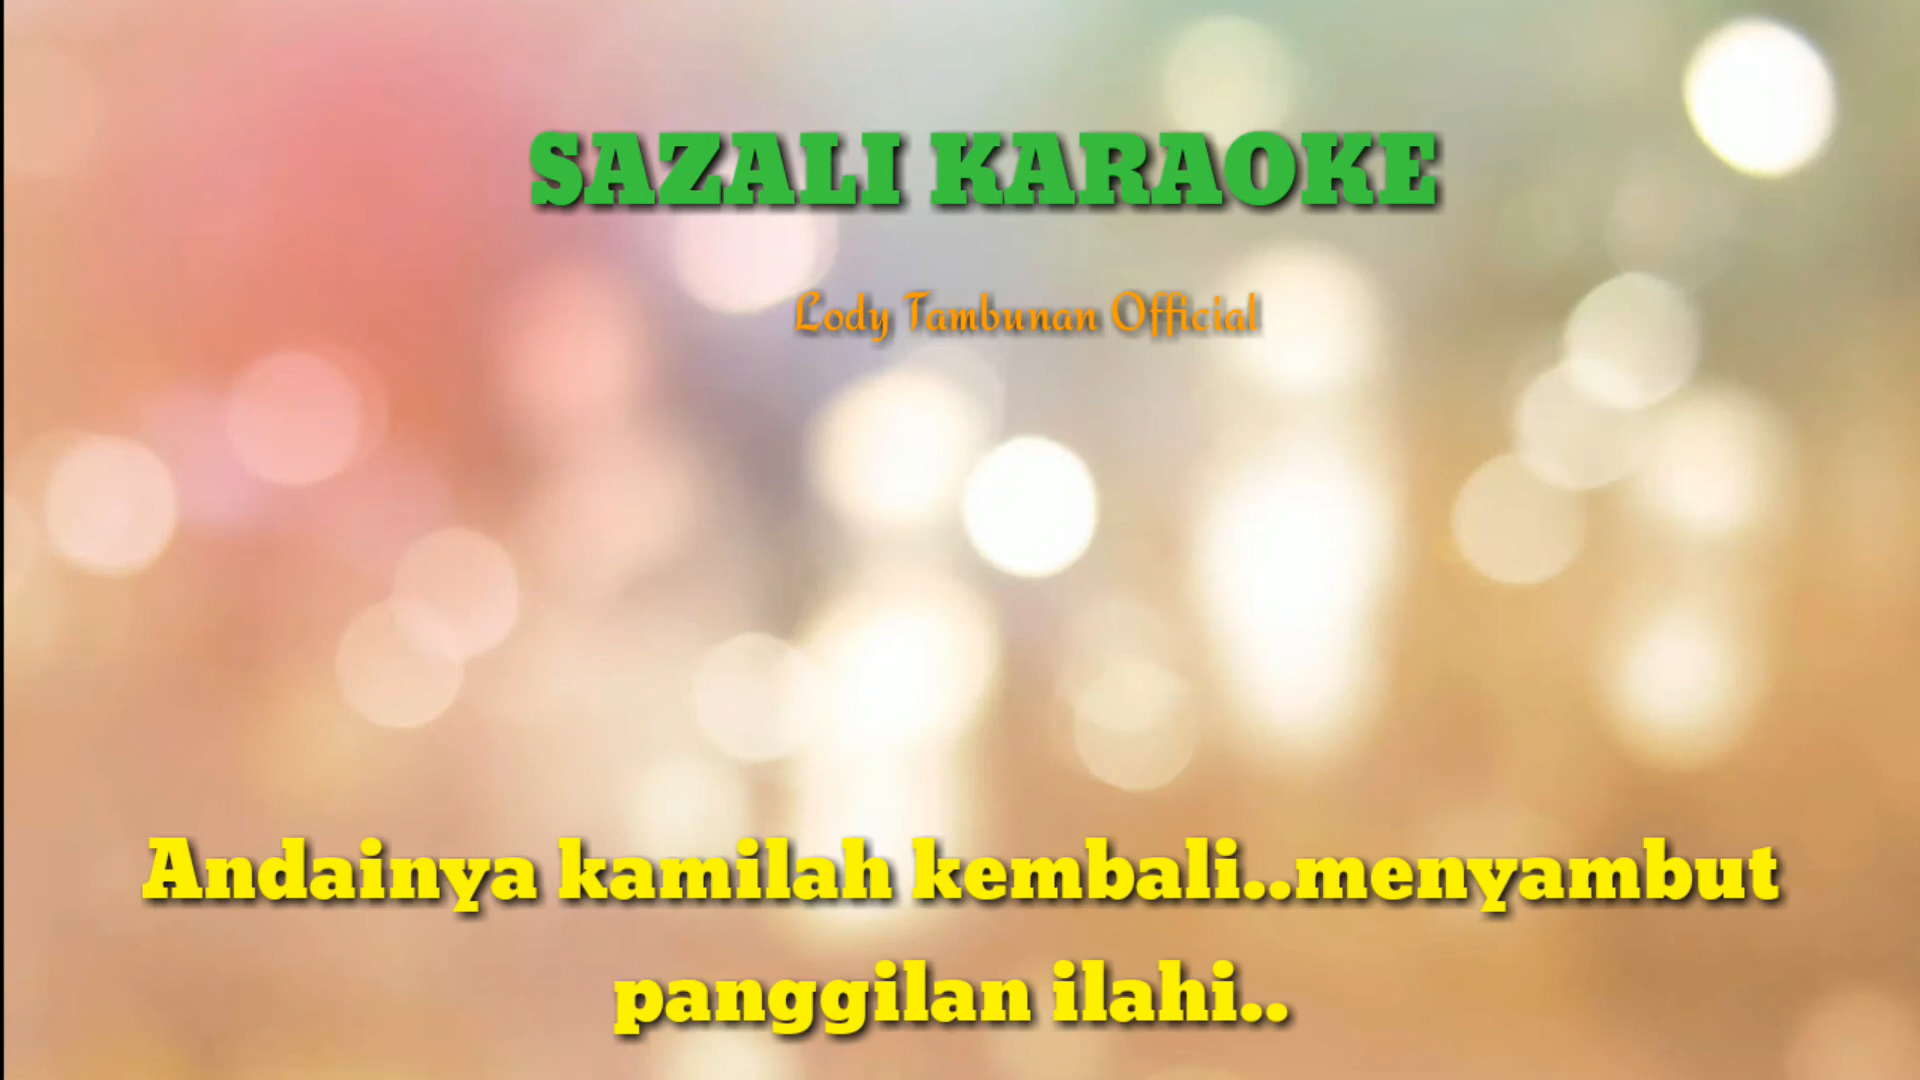 SAZALI KARAOKE
Lody Tambunan Official
Andainya kamilah kembali..menyambut
panggilan ilahi..